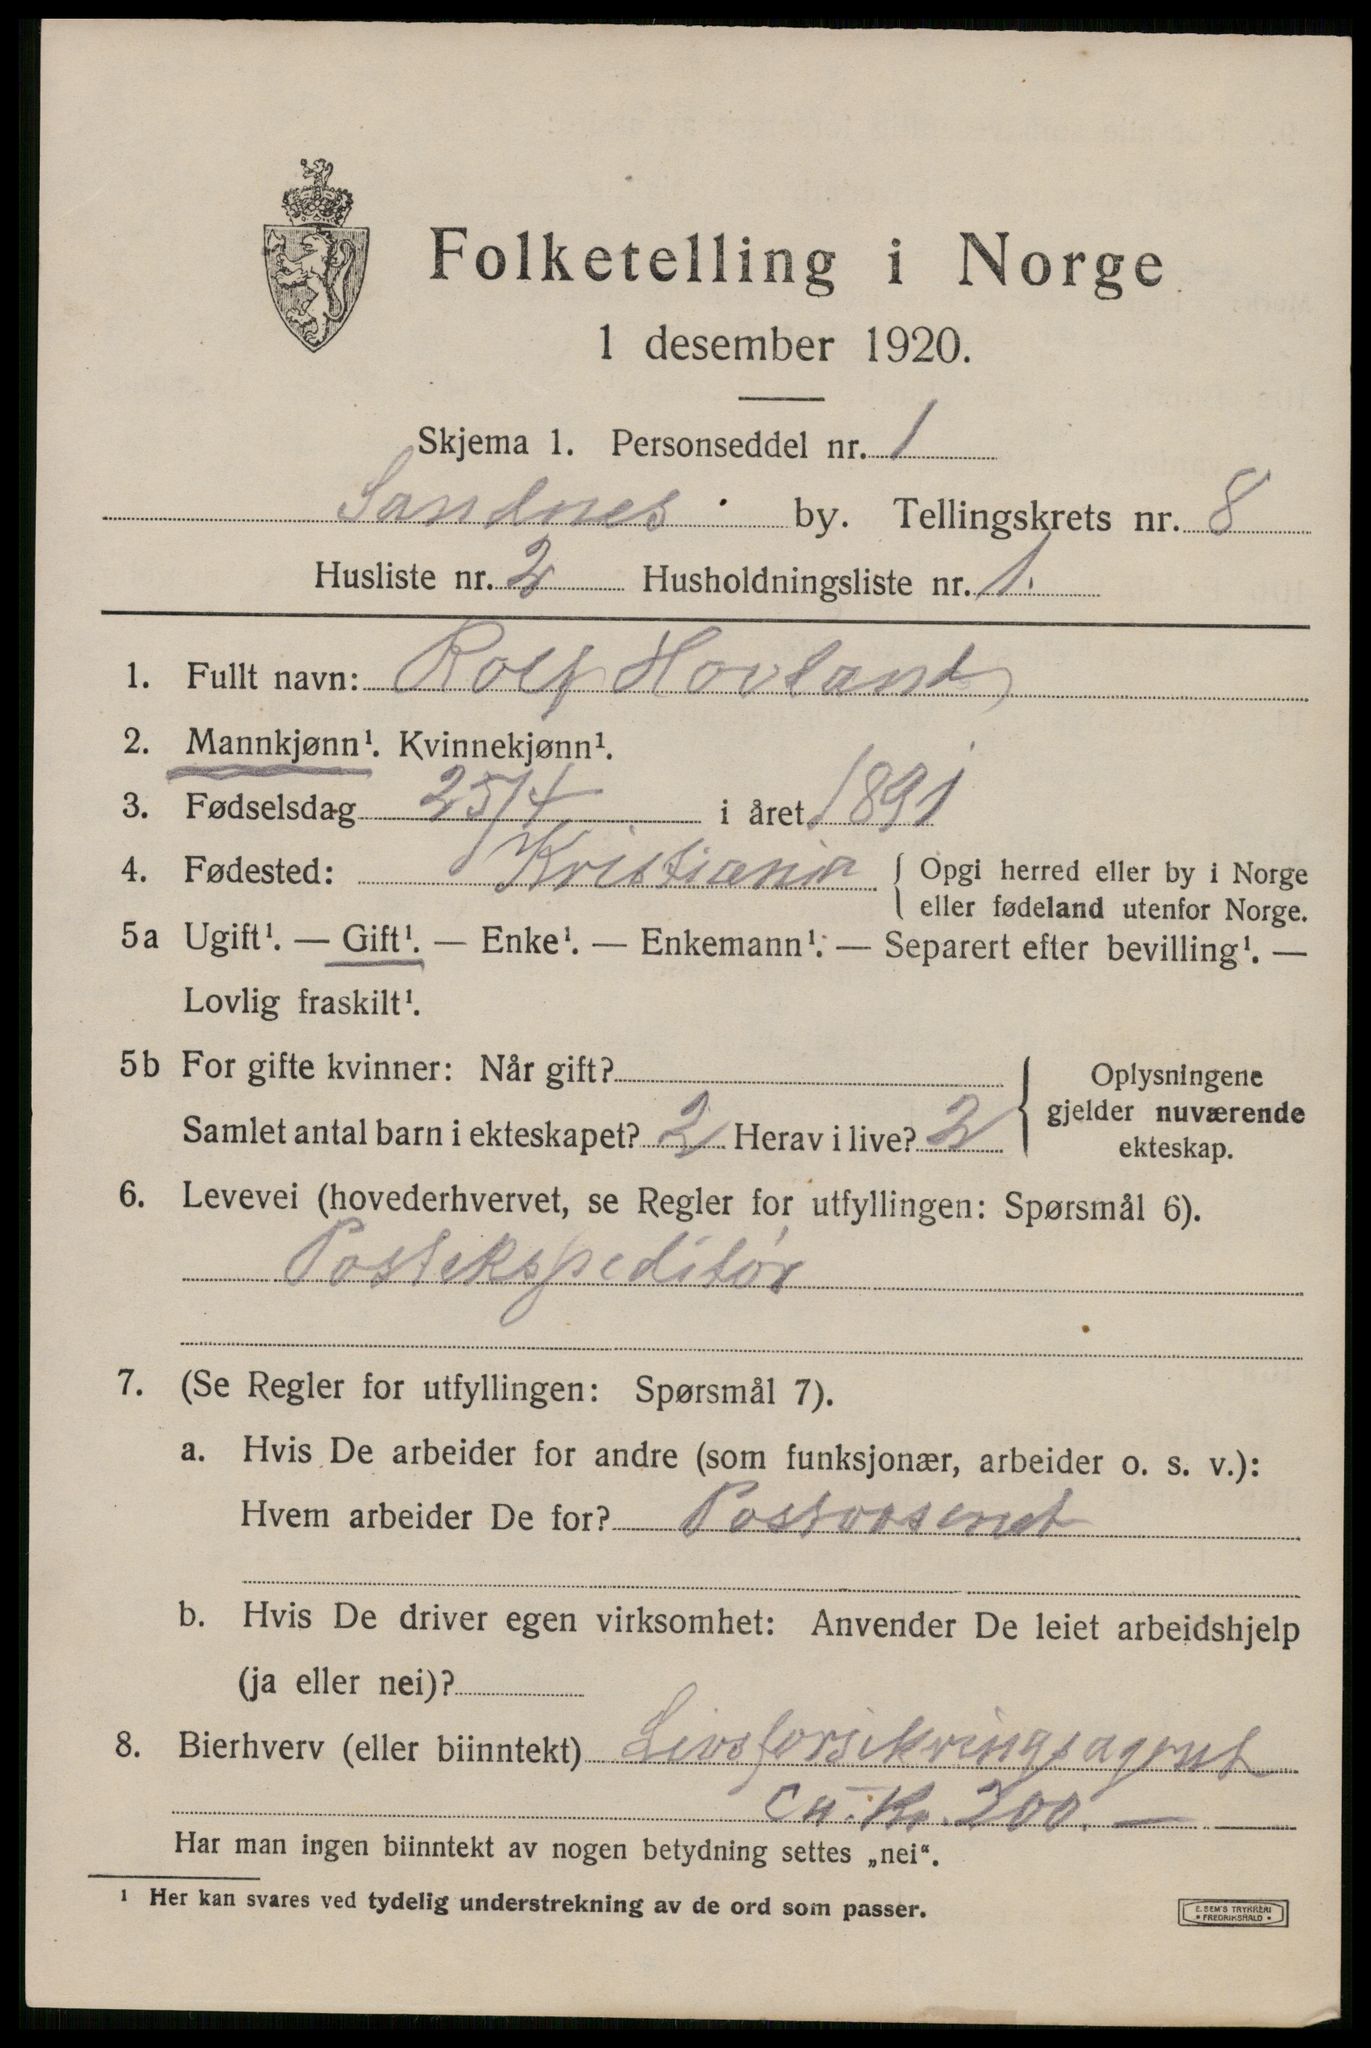 Folketelling i Norge
1 desember 1920.
Skjema 1. Personseddel nr. 1
Sandnes by. Tellingskrets nr. 8
Husliste nr. 2 Husholdningsliste nr. 1.
1. Fullt navn: Rolf Hovland
2. Mannkjønn¹. Kvinnekjønn¹.
3. Fødselsdag 25/4 i året 1891
4. Fødested: Kristiania { Opgi herred eller by i Norge
eller fødeland utenfor Norge.
5a Ugift¹. — Gift¹. — Enke¹. — Enkemann¹. — Separert efter bevilling¹. —
Lovlig fraskilt¹.
5b For gifte kvinner: Når gift?
Samlet antal barn i ekteskapet? 2 Herav i live? 2
Oplysningene
gjelder nuværende
ekteskap.
6. Levevei (hovederhvervet, se Regler for utfyllingen: Spørsmål 6).
Postekspeditør
7. (Se Regler for utfyllingen: Spørsmål 7).
a. Hvis De arbeider for andre (som funksjonær, arbeider o. s. v.):
Hvem arbeider De for? Postvæsenet
b. Hvis De driver egen virksomhet: Anvender De leiet arbeidshjelp
(ja eller nei)?
8. Bierhverv (eller biinntekt) Livsforsikringsagent
ca. Kr. 200.—
Har man ingen biinntekt av nogen betydning settes „nei“.
¹ Her kan svares ved tydelig understrekning av de ord som passer.
E. SEM'S TRYKKERI
• FREDRIKSHALD •